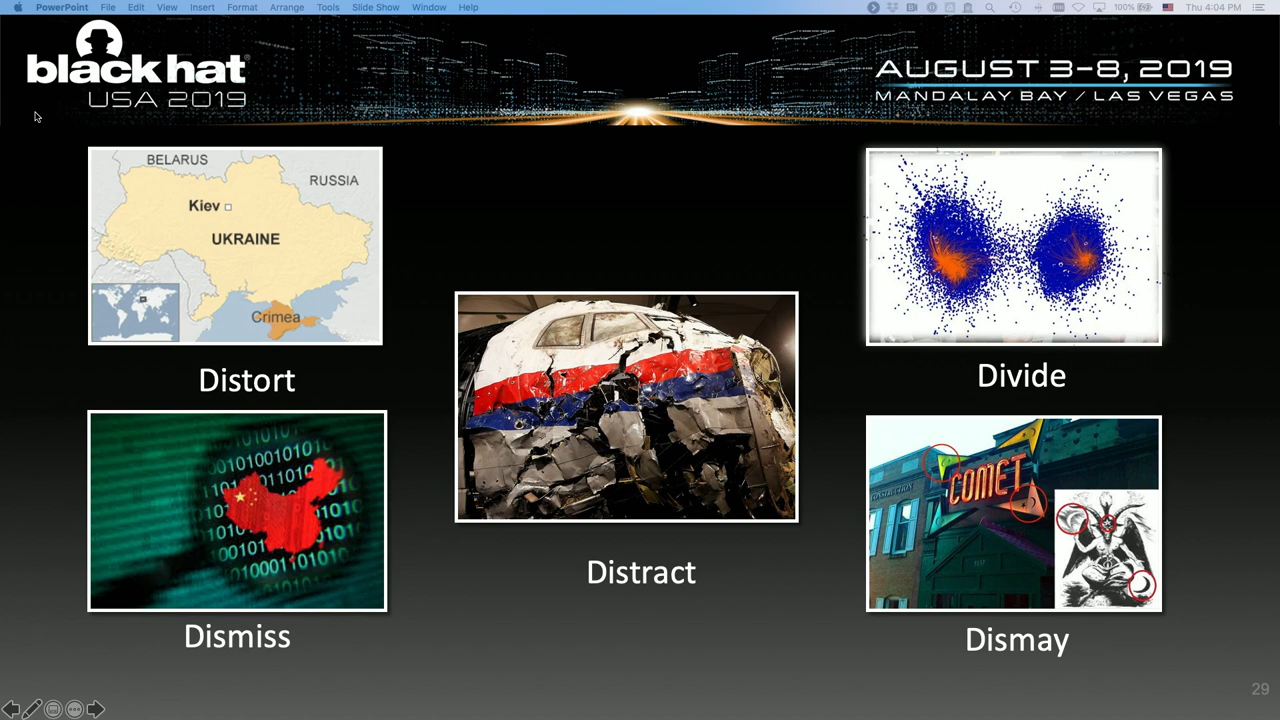 PowerPoint File Edit View Insert Format Arrange Tools Slide Show Window Help 100% Thu 4:04 PM
black hat
USA 2019
AUGUST 3-8, 2019
MANDALAY BAY / LAS VEGAS
BELARUS
RUSSIA
Kiev
UKRAINE
Crimea
Distort
Divide
COMET
Distract
Dismiss
Dismay
29